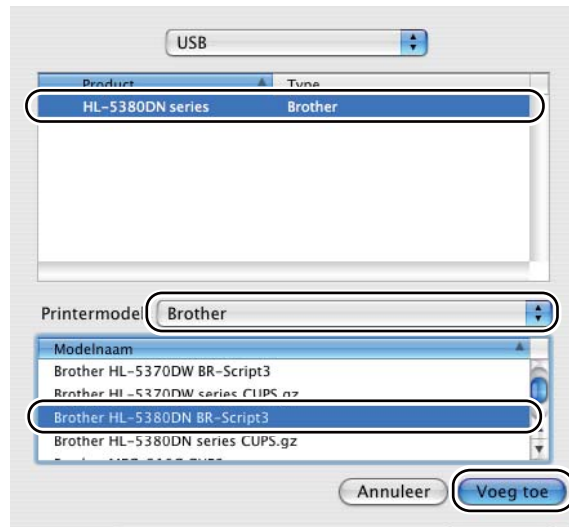 USB
Product Type
HL-5380DN series Brother
Printermodel Brother
Modelnaam
Brother HL-5370DW BR-Script3
Brother HL-5370DW series CUPS.gz
Brother HL-5380DN BR-Script3
Brother HL-5380DN series CUPS.gz
Annuleer Voeg toe